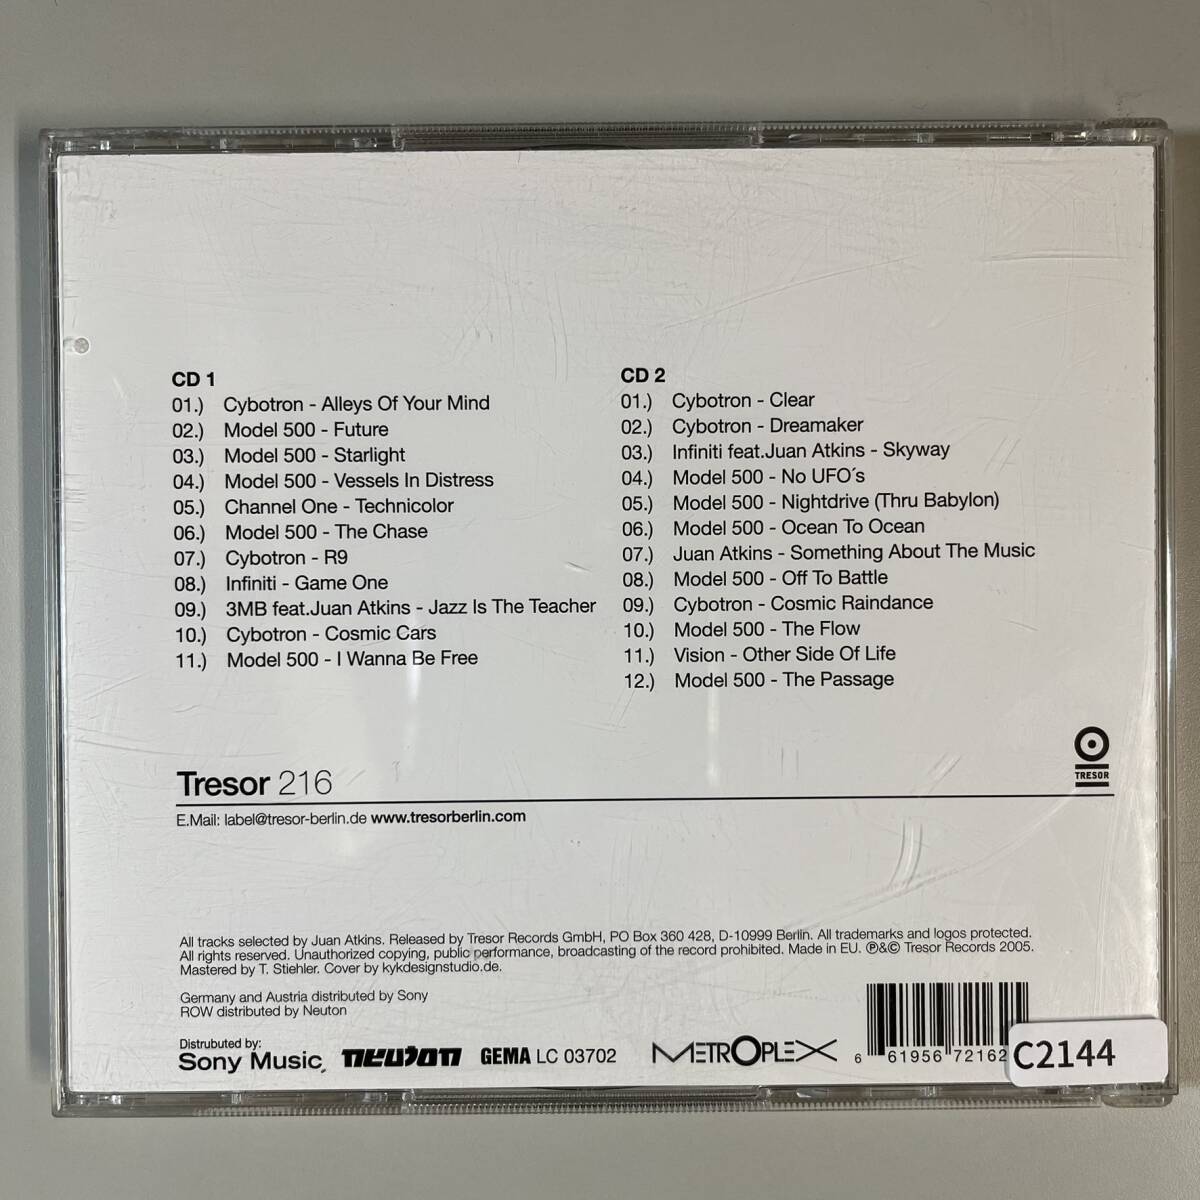 CD 1
01.) Cybotron - Alleys Of Your Mind
02.) Model 500 - Future
03.) Model 500 - Starlight
04.) Model 500 - Vessels In Distress
05.) Channel One - Technicolor
06.) Model 500 - The Chase
07.) Cybotron - R9
08.) Infiniti - Game One
09.) 3MB feat.Juan Atkins - Jazz Is The Teacher
10.) Cybotron - Cosmic Cars
11.) Model 500 - I Wanna Be Free
CD 2
01.) Cybotron - Clear
02.) Cybotron - Dreamaker
03.) Infiniti feat.Juan Atkins - Skyway
04.) Model 500 - No UFO´s
05.) Model 500 - Nightdrive (Thru Babylon)
06.) Model 500 - Ocean To Ocean
07.) Juan Atkins - Something About The Music
08.) Model 500 - Off To Battle
09.) Cybotron - Cosmic Raindance
10.) Model 500 - The Flow
11.) Vision - Other Side Of Life
12.) Model 500 - The Passage
TRESOR
Tresor 216
E.Mail: label@tresor-berlin.de www.tresorberlin.com
All tracks selected by Juan Atkins. Released by Tresor Records GmbH, PO Box 360 428, D-10999 Berlin. All trademarks and logos protected.
All rights reserved. Unauthorized copying, public performance, broadcasting of the record prohibited. Made in EU. ℗&© Tresor Records 2005.
Mastered by T. Stiehler. Cover by kykdesignstudio.de.
Germany and Austria distributed by Sony
ROW distributed by Neuton
Distrubuted by:
Sony Music neuton GEMA LC 03702 METROPLEX
6 61956 72162
C2144